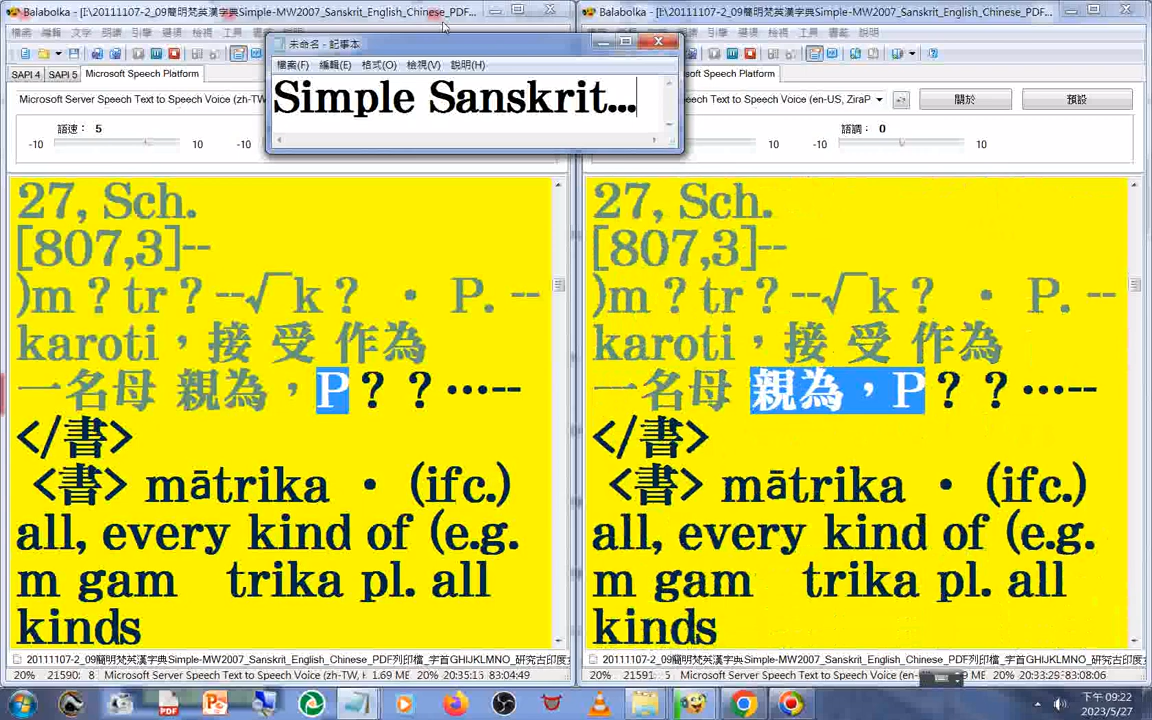 Balabolka - [I:\20111107-2_09簡明梵英漢字典Simple-MW2007_Sanskrit_English_Chinese_PDF...
Balabolka - [I:\20111107-2_09簡明梵英漢字典Simple-MW2007_Sanskrit_English_Chinese_PDF...
未命名 - 記事本
檔案(F) 編輯(E) 格式(O) 檢視(V) 說明(H)
Simple Sanskrit...
SAPI 4 SAPI 5 Microsoft Speech Platform
Speech Platform
Microsoft Server Speech Text to Speech Voice (zh-TW,
eech Text to Speech Voice (en-US, ZiraP
關於
預設
語速： 5
語調： 0
-10 10 -10
10 -10 10
27, Sch.
[807,3]--
)m？tr？--√k？ • P. --
karoti，接 受 作為
一名母 親為，P？？…--
</書>
<書> mātrika • (ifc.)
all, every kind of (e.g.
m gam trika pl. all
kinds
27, Sch.
[807,3]--
)m？tr？--√k？ • P. --
karoti，接 受 作為
一名母 親為，P？？…--
</書>
<書> mātrika • (ifc.)
all, every kind of (e.g.
m gam trika pl. all
kinds
20111107-2_09簡明梵英漢字典Simple-MW2007_Sanskrit_English_Chinese_PDF列印檔_字首GHIJKLMNO_研究古印度
20111107-2_09簡明梵英漢字典Simple-MW2007_Sanskrit_English_Chinese_PDF列印檔_字首GHIJKLMNO_研究古印度
20% 21590: 8 Microsoft Server Speech Text to Speech Voice (zh-TW, 1.69 ME 20% 20:35:15 83:04:49
20% 21591: 5 Microsoft Server Speech Text to Speech Voice 9 ME 20% 20:33:29 83:08:06
下午 09:22
2023/5/27